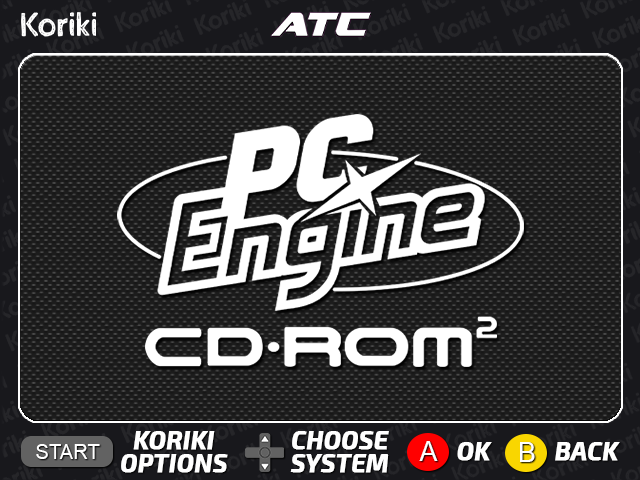 Koriki
ATC
PC
Engine
CD·ROM²
START
KORIKI
OPTIONS
CHOOSE
SYSTEM
A
OK
B
BACK